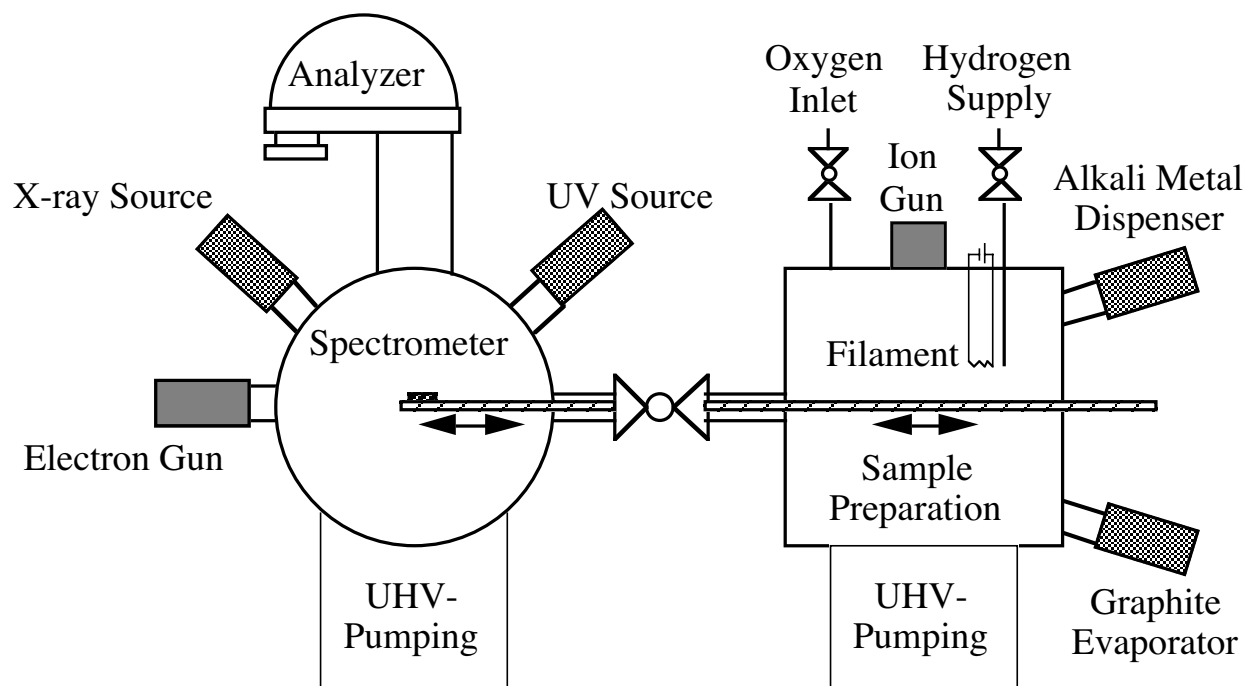 Analyzer
Oxygen
Inlet
Hydrogen
Supply
Ion
Gun
X-ray Source
UV Source
Alkali Metal
Dispenser
Spectrometer
Filament
Electron Gun
Sample
Preparation
UHV-
Pumping
UHV-
Pumping
Graphite
Evaporator